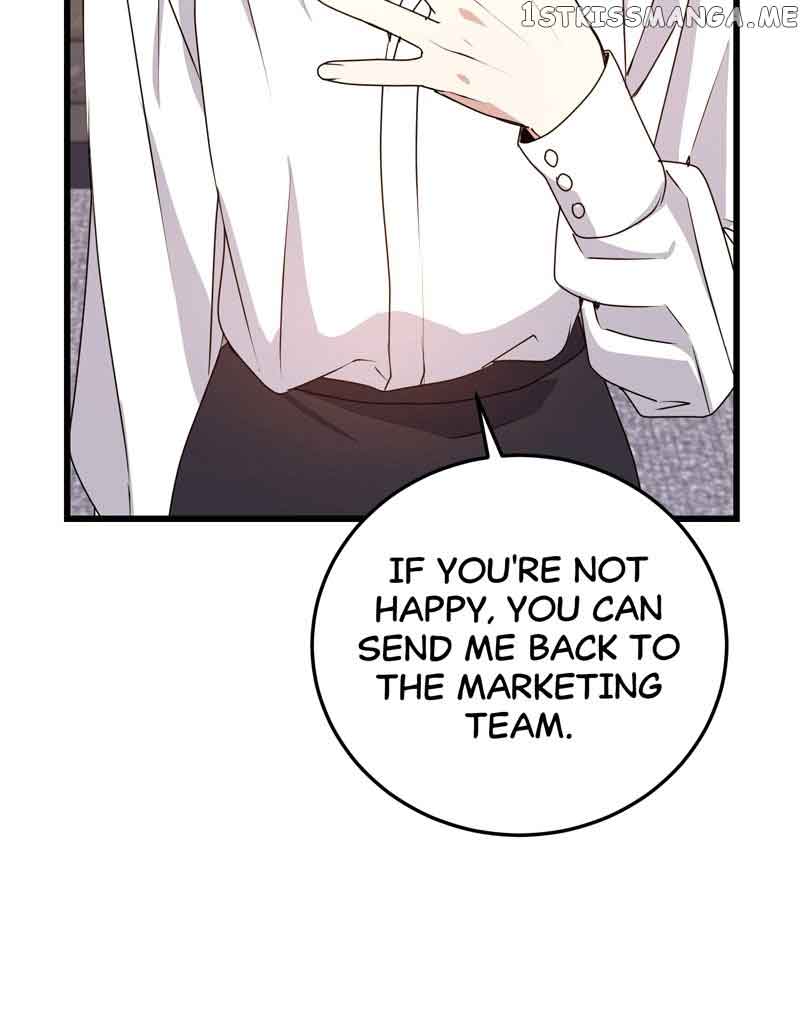 1STKISSMANGA.ME
IF YOU'RE NOT
HAPPY, YOU CAN
SEND ME BACK TO
THE MARKETING
TEAM.